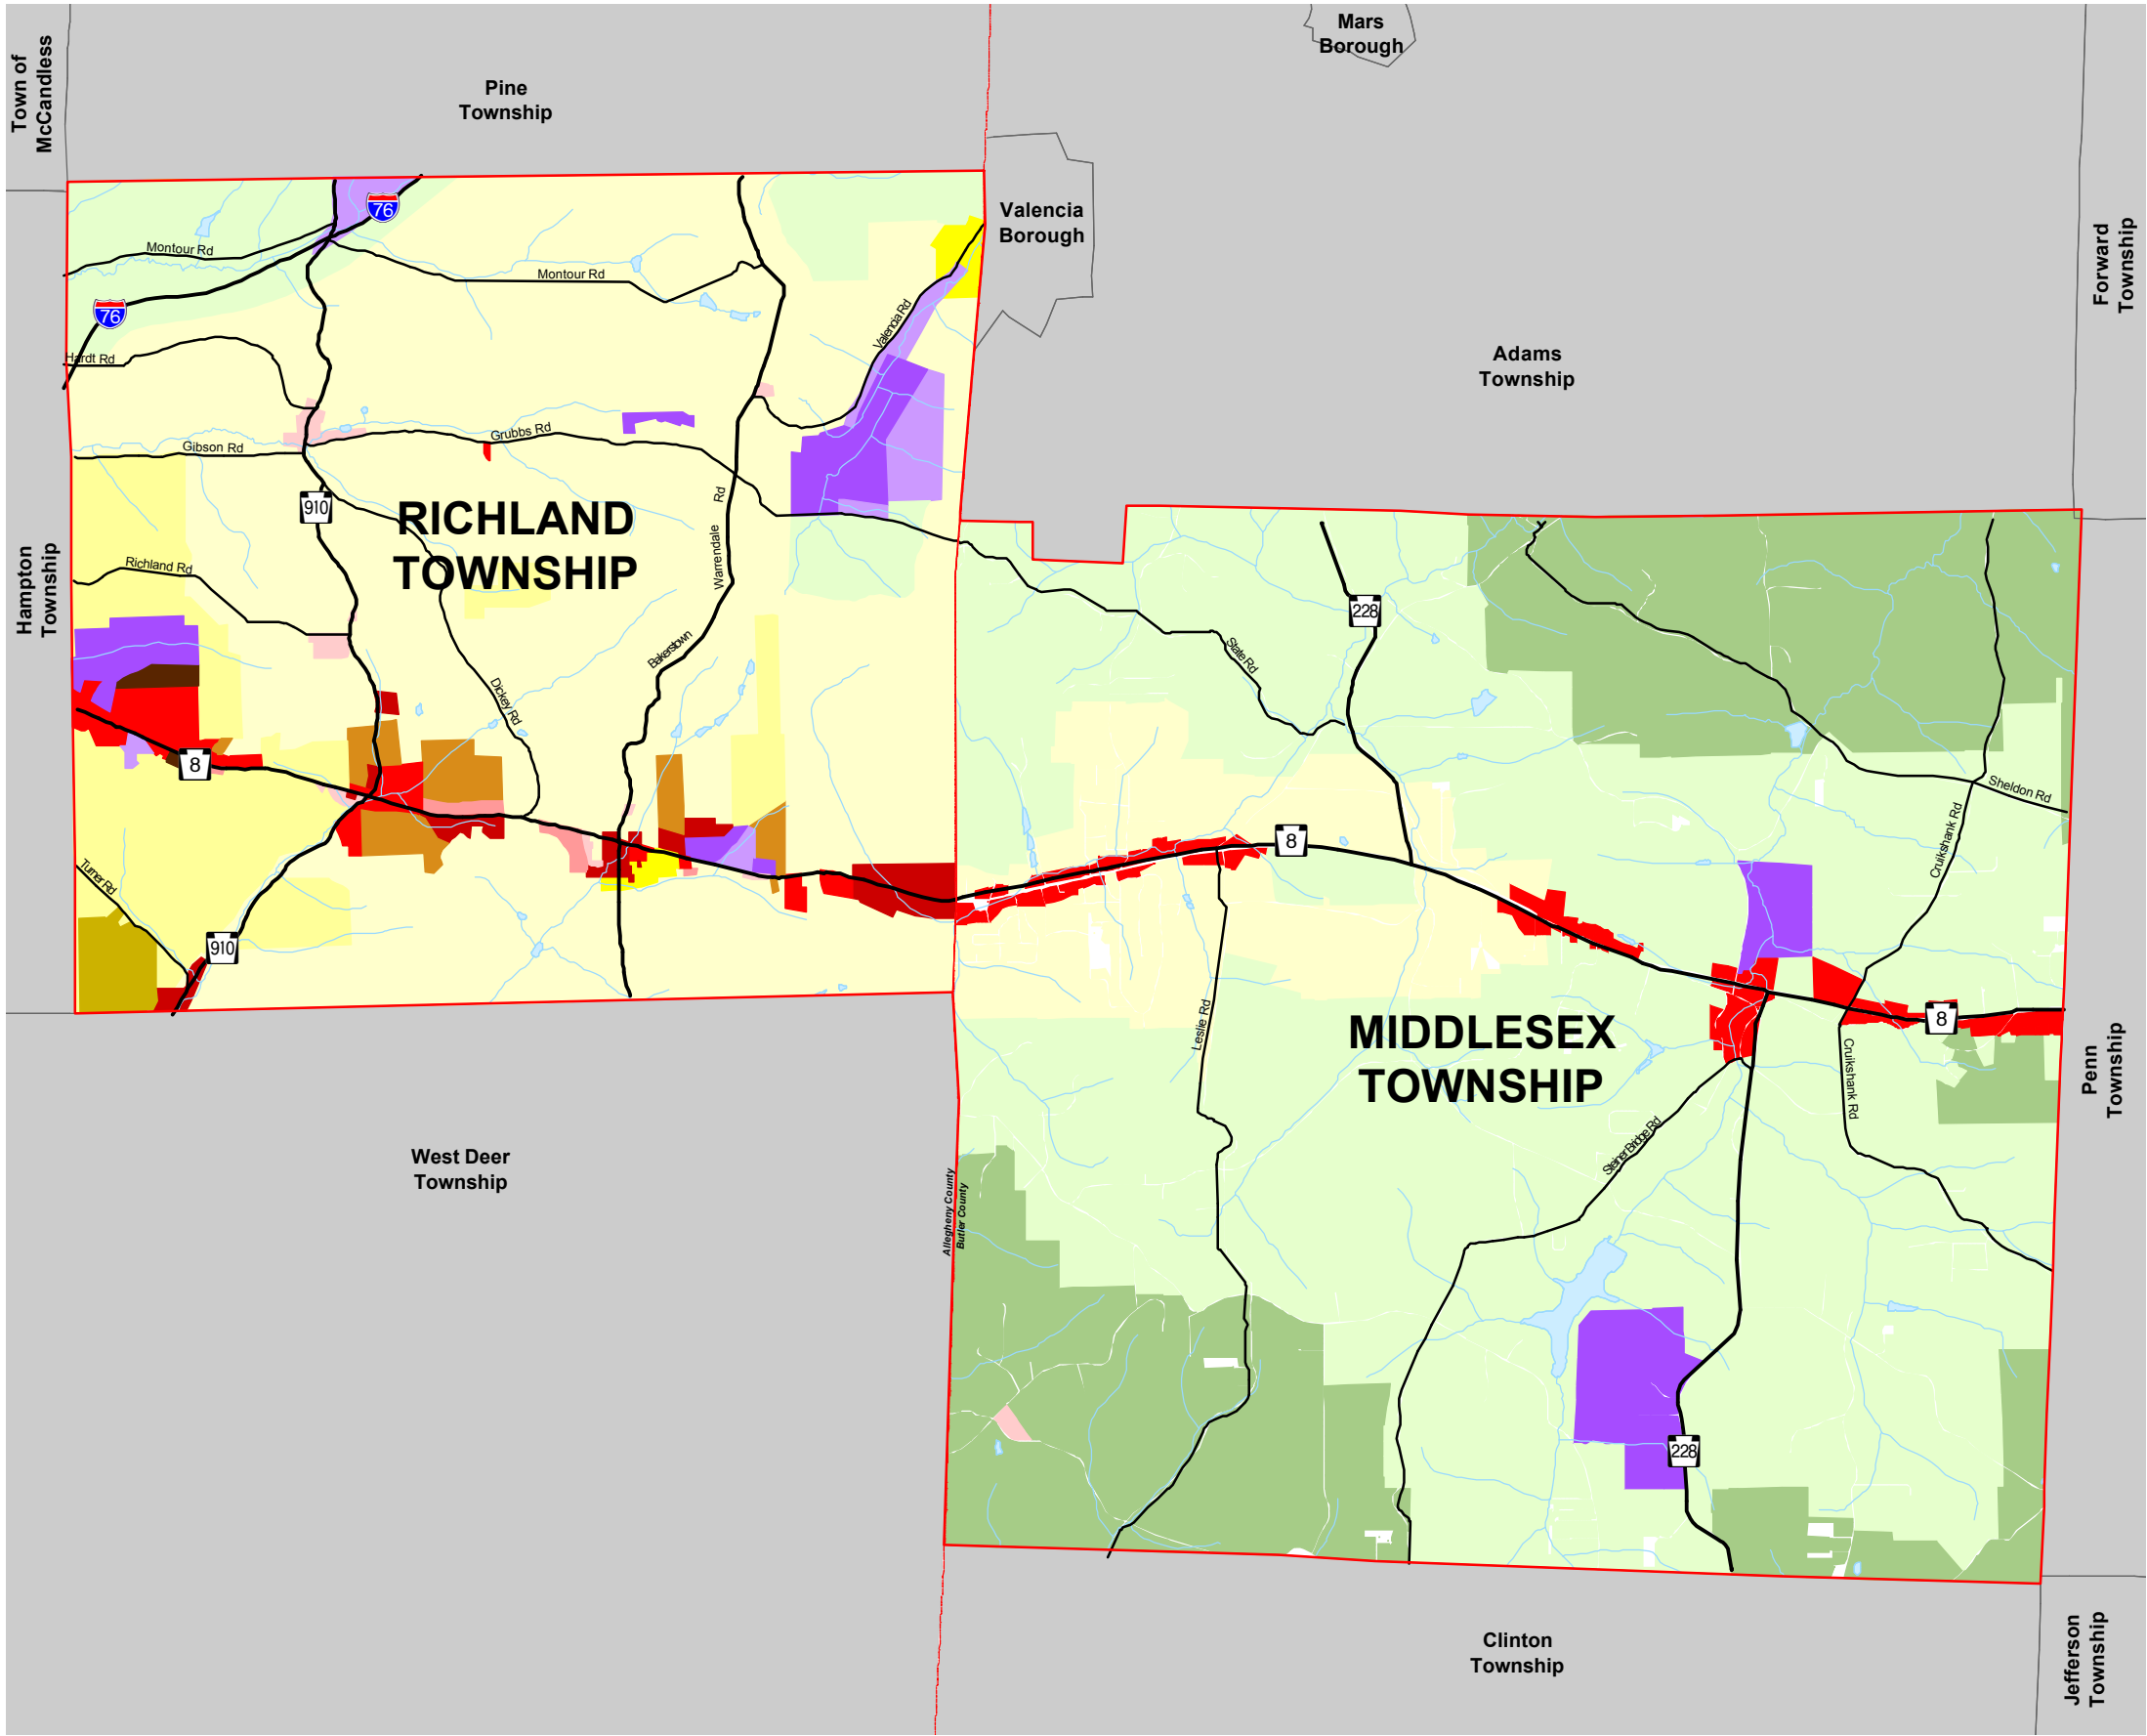 Mars
Borough
Town of
McCandless
Pine
Township
76
Valencia
Borough
Forward
Township
Montour Rd
Montour Rd
76
Valencia Rd
Hardt Rd
Adams
Township
Grubbs Rd
Gibson Rd
910
RICHLAND
TOWNSHIP
Rd
Warrendale
Bakerstown
Hampton
Township
Richland Rd
228
State Rd
Dickey Rd
8
Sheldon Rd
Cruikshank Rd
8
Turner Rd
910
Leslie Rd
MIDDLESEX
TOWNSHIP
8
Cruikshank Rd
Penn
Township
Steiner Bridge Rd
West Deer
Township
Allegheny County
Butler County
228
Clinton
Township
Jefferson
Township